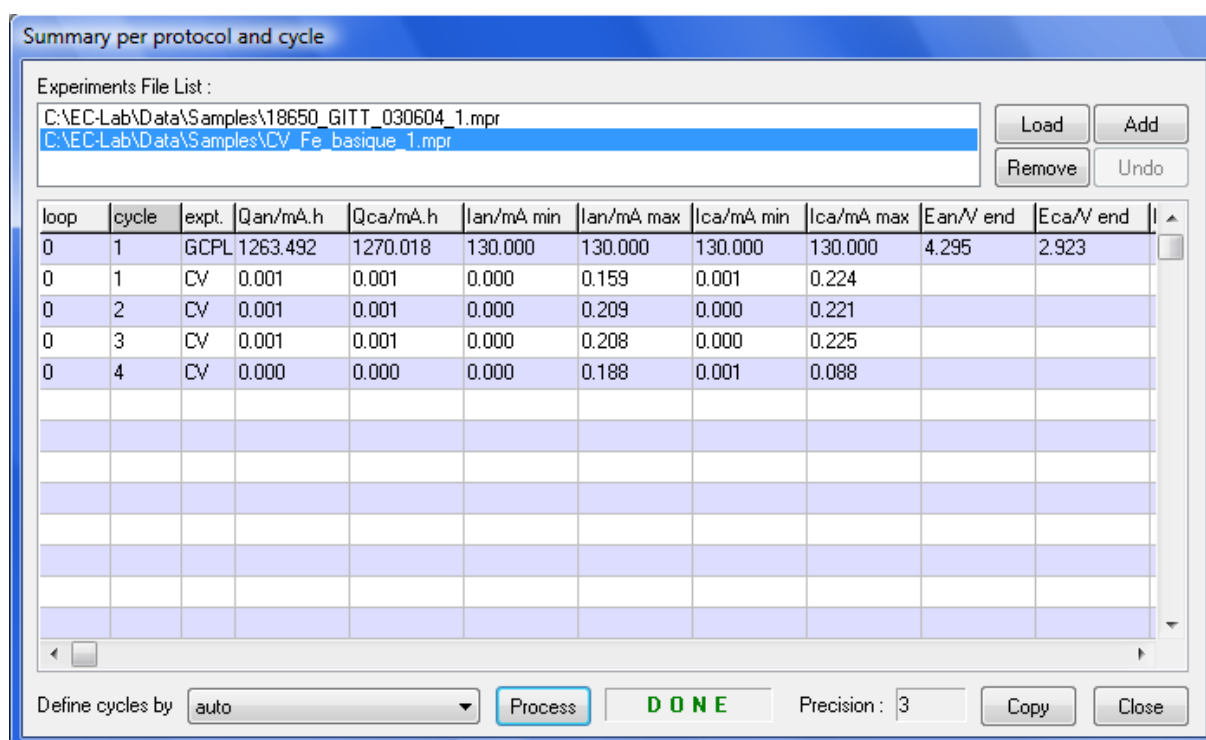 Summary per protocol and cycle
Experiments File List :
C:\EC-Lab\Data\Samples\18650_GITT_030604_1.mpr
C:\EC-Lab\Data\Samples\CV_Fe_basique_1.mpr
Load Add
Remove Undo
loop cycle expt. Qan/mA.h Qca/mA.h Ian/mA min Ian/mA max Ica/mA min Ica/mA max Ean/V end Eca/V end
0 1 GCPL 1263.492 1270.018 130.000 130.000 130.000 130.000 4.295 2.923
0 1 CV 0.001 0.001 0.000 0.159 0.001 0.224
0 2 CV 0.001 0.001 0.000 0.209 0.000 0.221
0 3 CV 0.001 0.001 0.000 0.208 0.000 0.225
0 4 CV 0.000 0.000 0.000 0.188 0.001 0.088
Define cycles by auto Process DONE Precision : 3 Copy Close